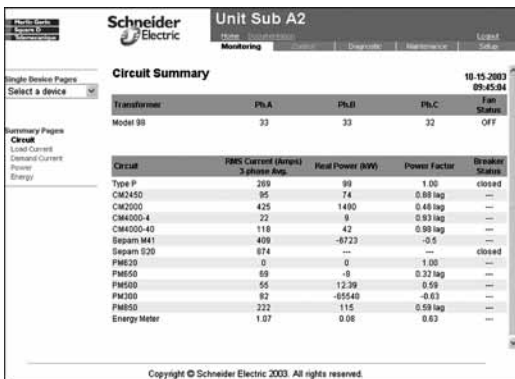 Merlin Gerin
Square D
Telemecanique
Schneider
Electric
Unit Sub A2
Home Documentation
Logout
Monitoring Control Diagnostic Maintenance Setup
Single Device Pages
Select a device
Summary Pages
Circuit
Load Current
Demand Current
Power
Energy
Circuit Summary
10-15-2003
09:45:04
Transformer Ph.A Ph.B Ph.C Fan Status
Model 98 33 33 32 OFF
Circuit RMS Current (Amps) 3-phase Avg. Real Power (kW) Power Factor Breaker Status
Type P 269 99 1.00 closed
CM2450 95 74 0.88 lag ---
CM2000 425 1490 0.46 lag ---
CM4000-4 22 9 0.93 lag ---
CM4000-40 118 42 0.98 lag ---
Sepam M41 409 -6723 -0.5 ---
Sepam S20 874 --- --- closed
PM620 0 0 1.00 ---
PM650 69 -8 0.32 lag ---
PM500 55 12.39 0.59 ---
PM300 82 -65540 -0.63 ---
PM850 222 115 0.59 lag ---
Energy Meter 1.07 0.08 0.63 ---
Copyright © Schneider Electric 2003. All rights reserved.